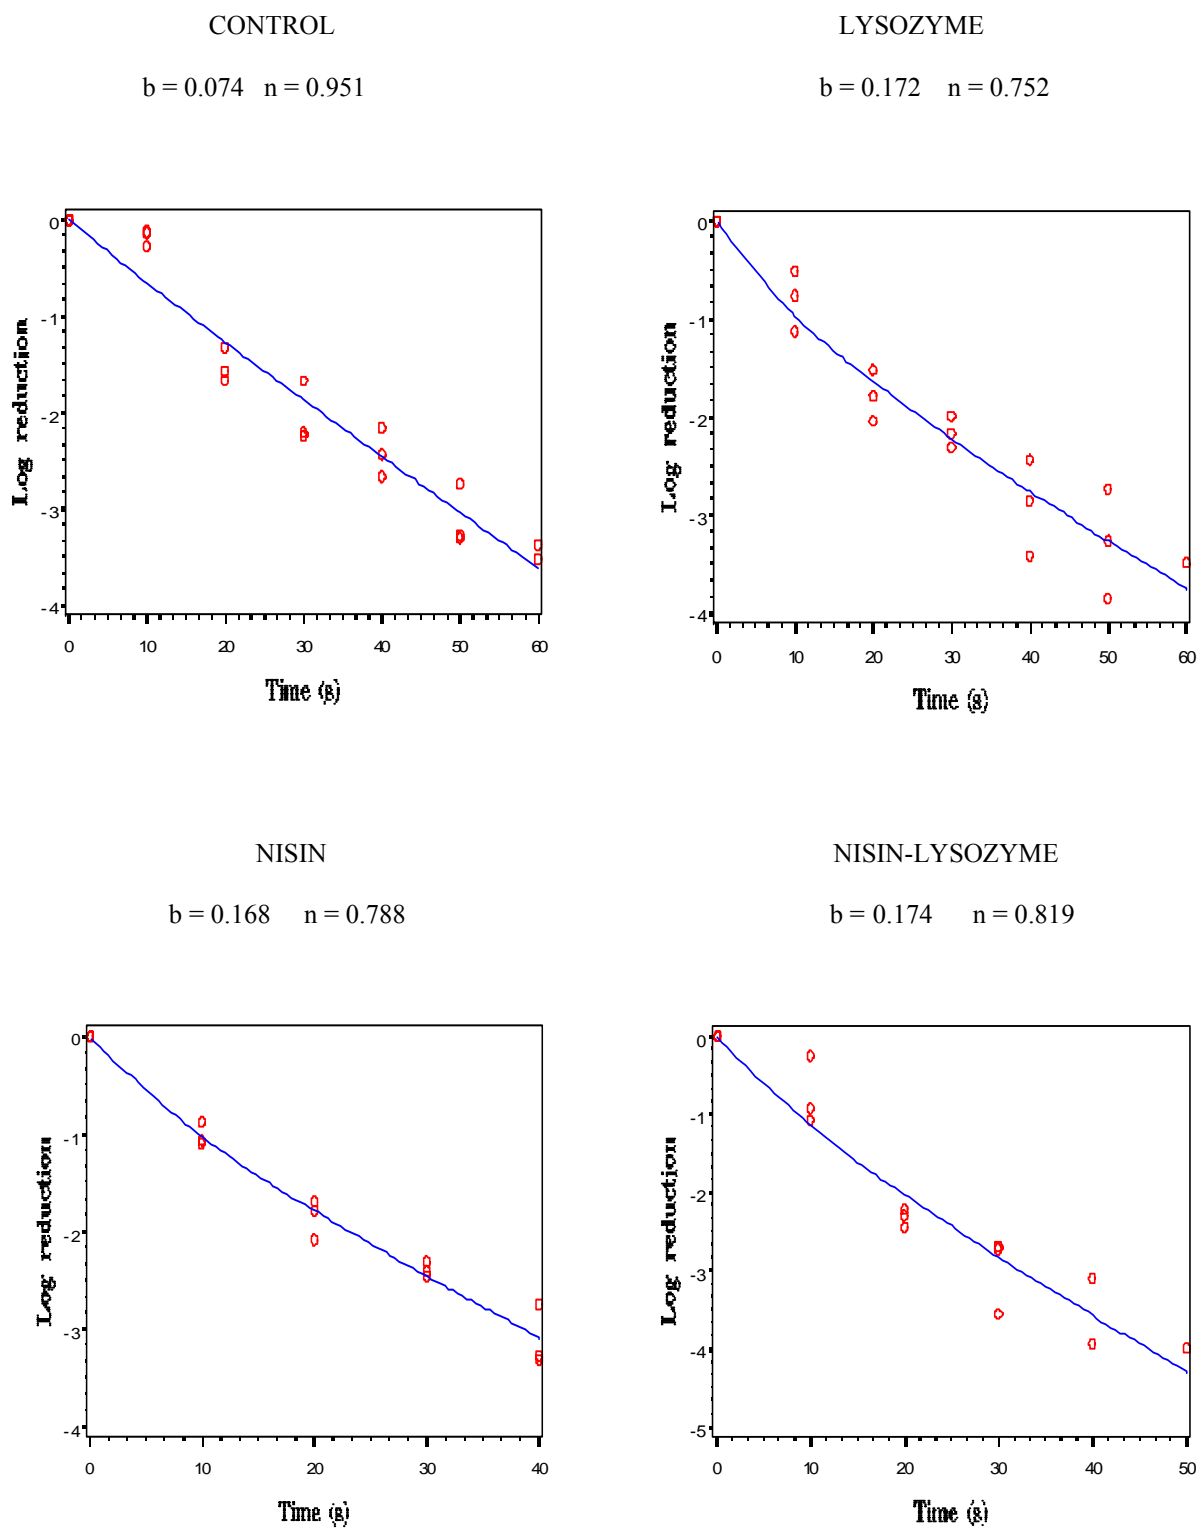 CONTROL
b = 0.074 n = 0.951
0
-1
-2
-3
-4
Log reduction
0 10 20 30 40 50 60
Time (s)
LYSOZYME
b = 0.172 n = 0.752
0
-1
-2
-3
-4
Log reduction
0 10 20 30 40 50 60
Time (s)
NISIN
b = 0.168 n = 0.788
0
-1
-2
-3
-4
Log reduction
0 10 20 30 40
Time (s)
NISIN-LYSOZYME
b = 0.174 n = 0.819
0
-1
-2
-3
-4
-5
Log reduction
0 10 20 30 40 50
Time (s)